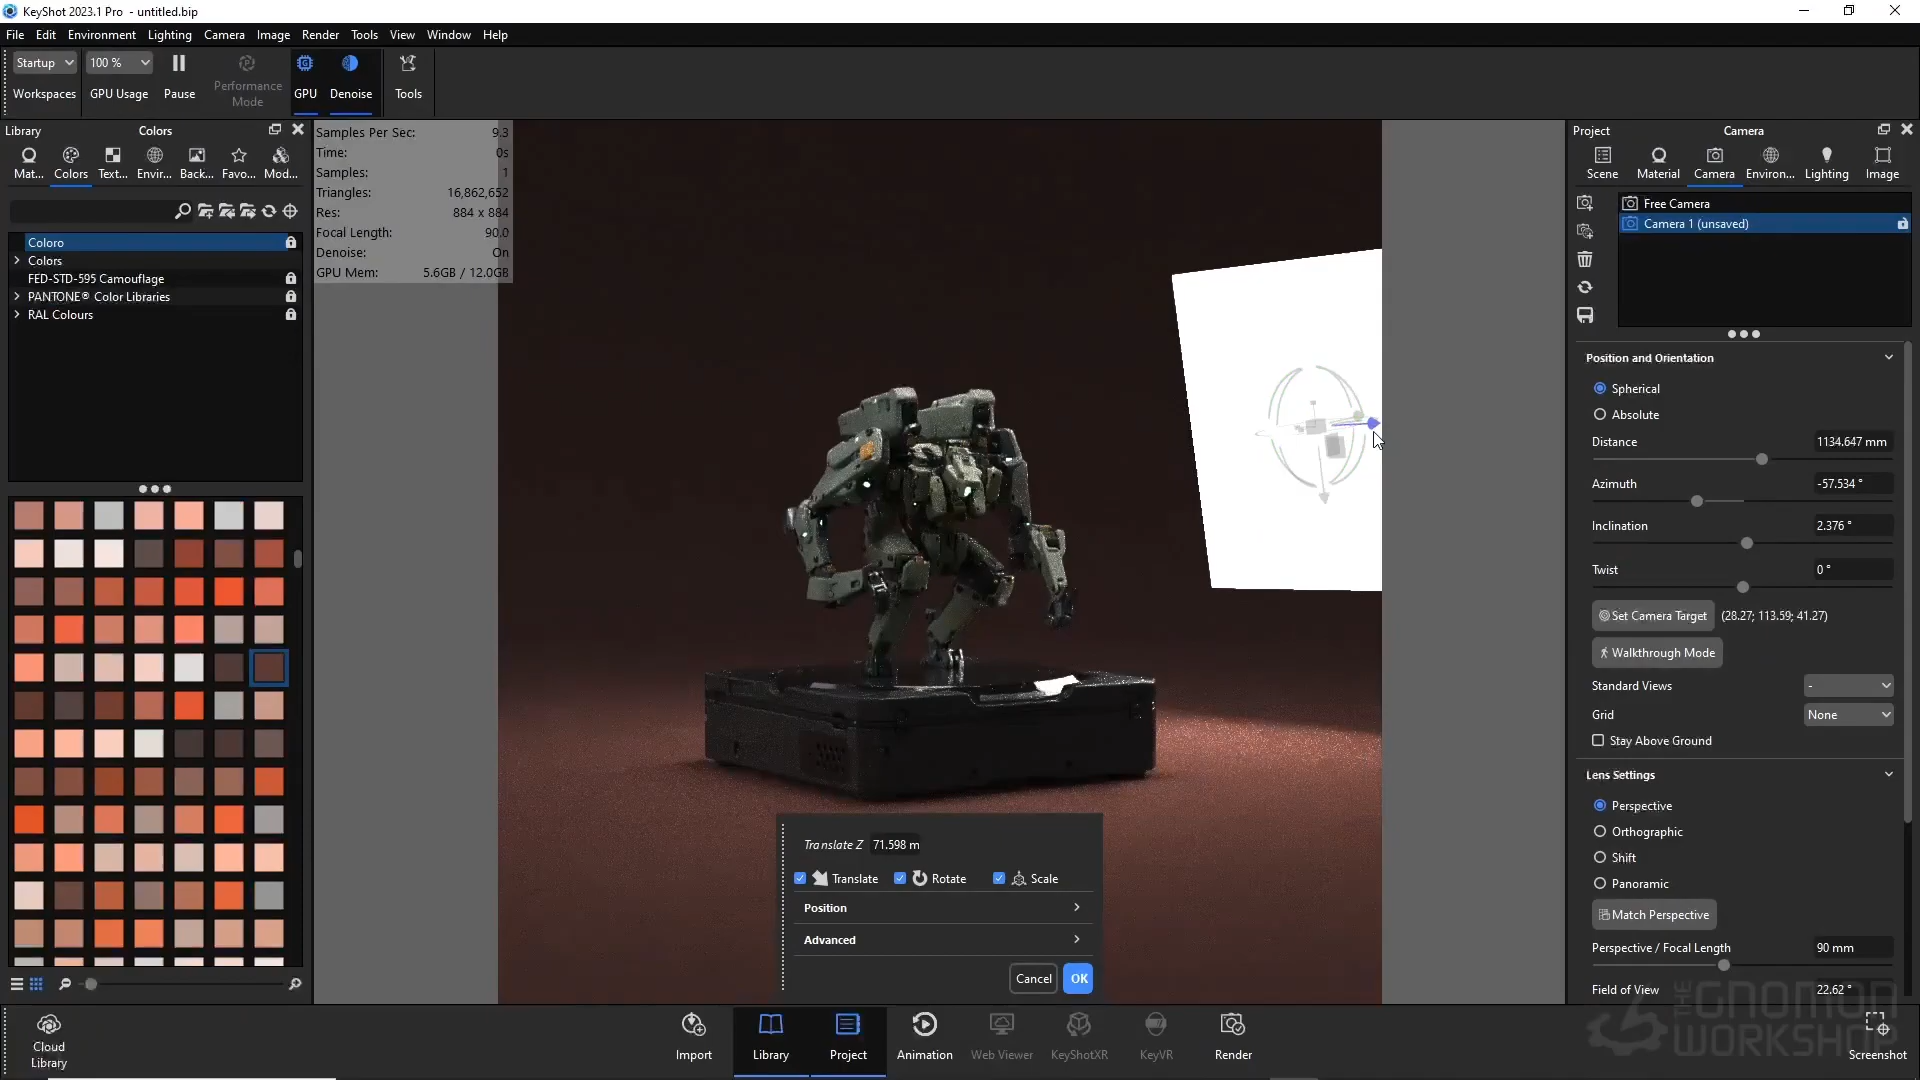 KeyShot 2023.1 Pro - untitled.bip
File Edit Environment Lighting Camera Image Render Tools View Window Help
Startup 100 %
Workspaces GPU Usage Pause Performance Mode GPU Denoise Tools
Library Colors
Mat... Colors Text... Envir... Back... Favo... Mod...
Coloro
Colors
FED-STD-595 Camouflage
PANTONE® Color Libraries
RAL Colours
Samples Per Sec: 9.3
Time: 0s
Samples: 1
Triangles: 16,862,652
Res: 884 x 884
Focal Length: 90.0
Denoise: On
GPU Mem: 5.6GB / 12.0GB
Translate Z 71.598 m
Translate Rotate Scale
Position
Advanced
Cancel OK
Project Camera
Scene Material Camera Environ... Lighting Image
Free Camera
Camera 1 (unsaved)
Position and Orientation
Spherical
Absolute
Distance 1134.647 mm
Azimuth -57.534 °
Inclination 2.376 °
Twist 0 °
Set Camera Target (28.27; 113.59; 41.27)
Walkthrough Mode
Standard Views -
Grid None
Stay Above Ground
Lens Settings
Perspective
Orthographic
Shift
Panoramic
Match Perspective
Perspective / Focal Length 90 mm
Field of View 22.62 °
Cloud Library
Import Library Project Animation Web Viewer KeyShotXR KeyVR Render
Screenshot
THE GNOMON WORKSHOP